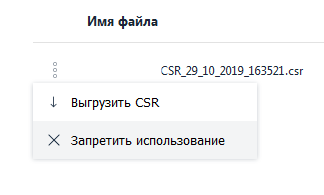 Имя файла
CSR_29_10_2019_163521.csr
Выгрузить CSR
Запретить использование